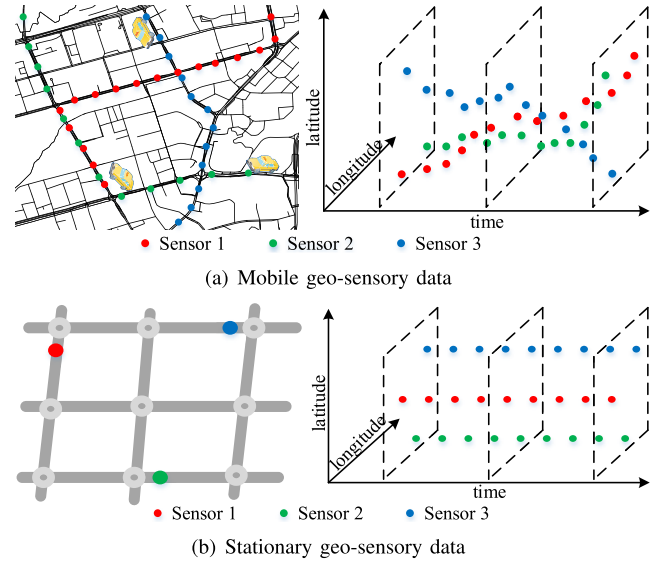 latitude
longitude
time
Sensor 1 Sensor 2 Sensor 3
(a) Mobile geo-sensory data
latitude
longitude
time
Sensor 1 Sensor 2 Sensor 3
(b) Stationary geo-sensory data